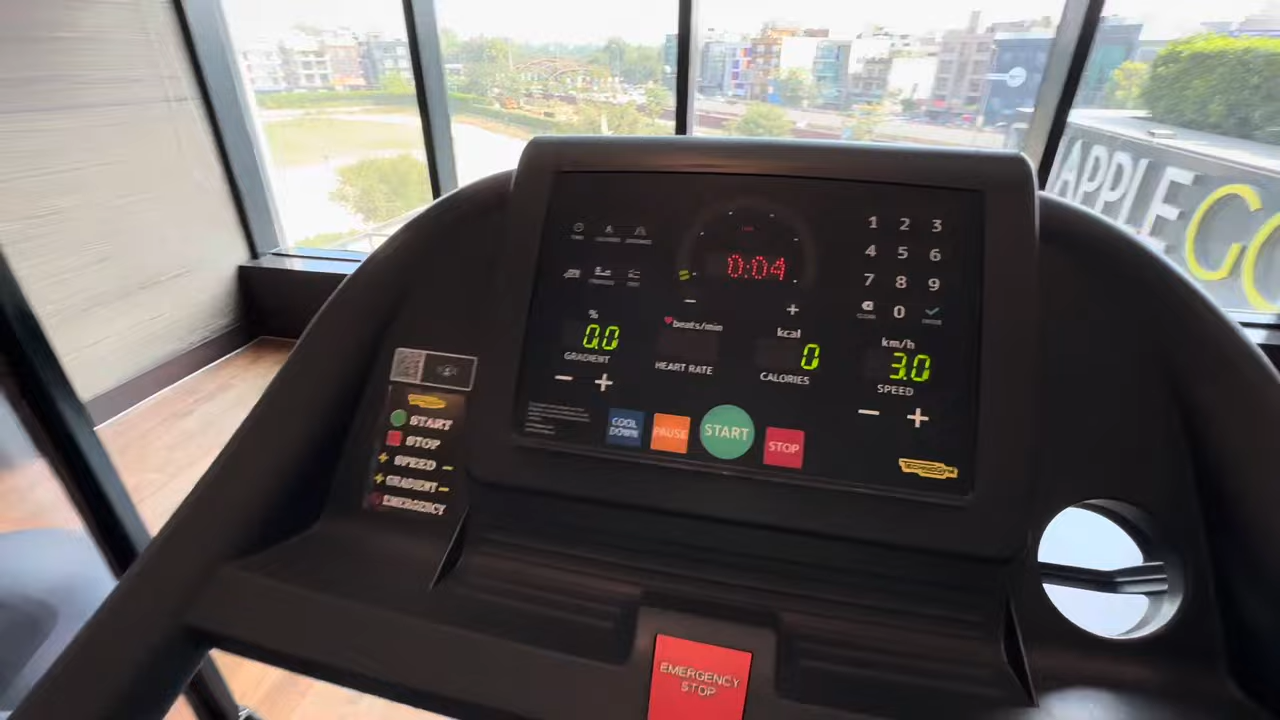 1 2 3
4 5 6
7 8 9
0
0:04
%
0.0
GRADIENT
beats/min
HEART RATE
kcal
0
CALORIES
km/h
3.0
SPEED
COOL
DOWN
PAUSE
START
STOP
TECHNOGYM
START
STOP
SPEED
GRADIENT
EMERGENCY
EMERGENCY
STOP
APPLE